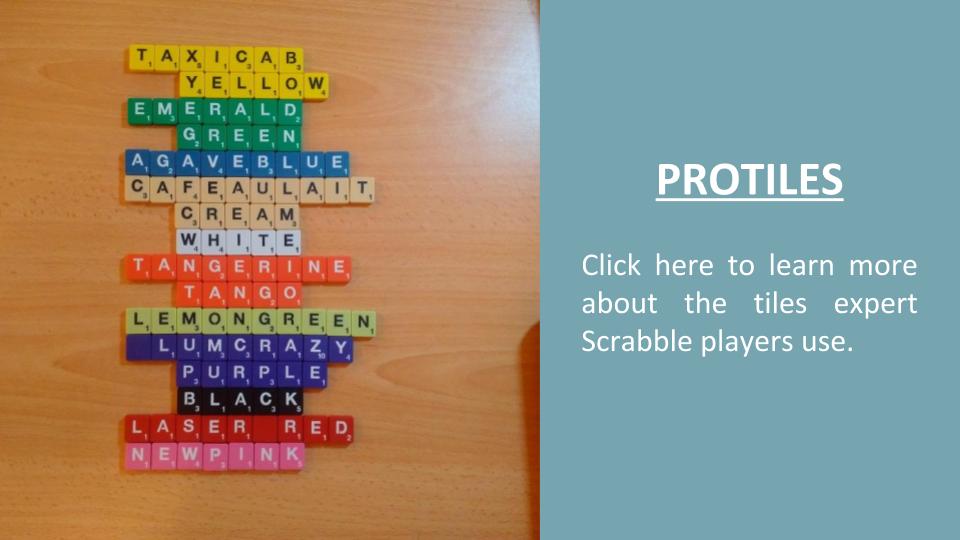 TAXICAB
YELLOW
EMERALD
GREEN
AGAVEBLUE
CAFEAULAIT
CREAM
WHITE
TANGERINE
TANGO
LEMONGREEN
LUMCRAZY
PURPLE
BLACK
LASER RED
NEWPINK
PROTILES
Click here to learn more
about the tiles expert
Scrabble players use.